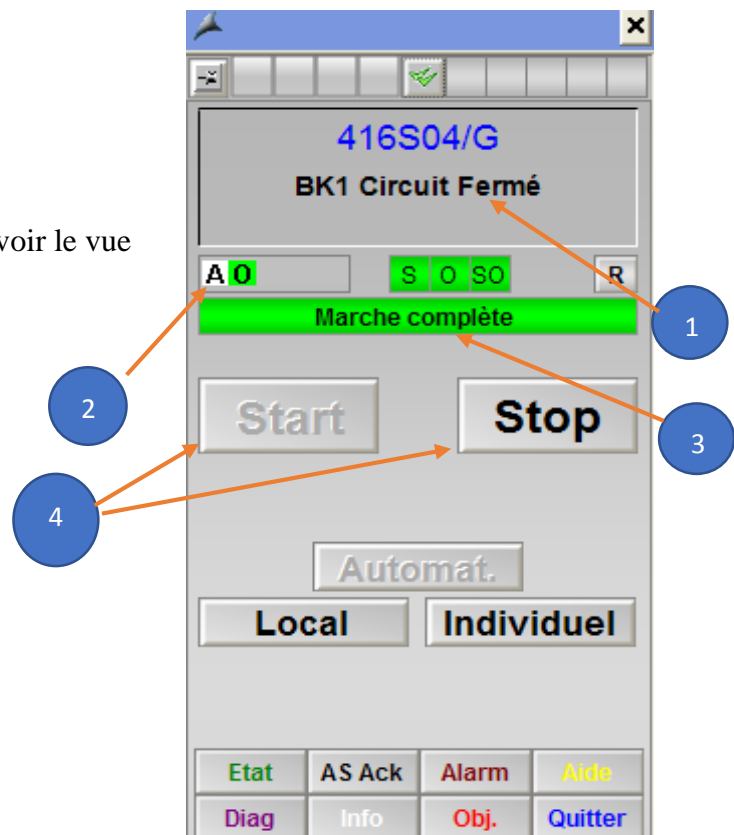 416S04/G
BK1 Circuit Fermé
voir le vue
A O S O SO R
Marche complète
1
2
3
Start Stop
4
Automat.
Local Individuel
Etat AS Ack Alarm Aide
Diag Info Obj. Quitter